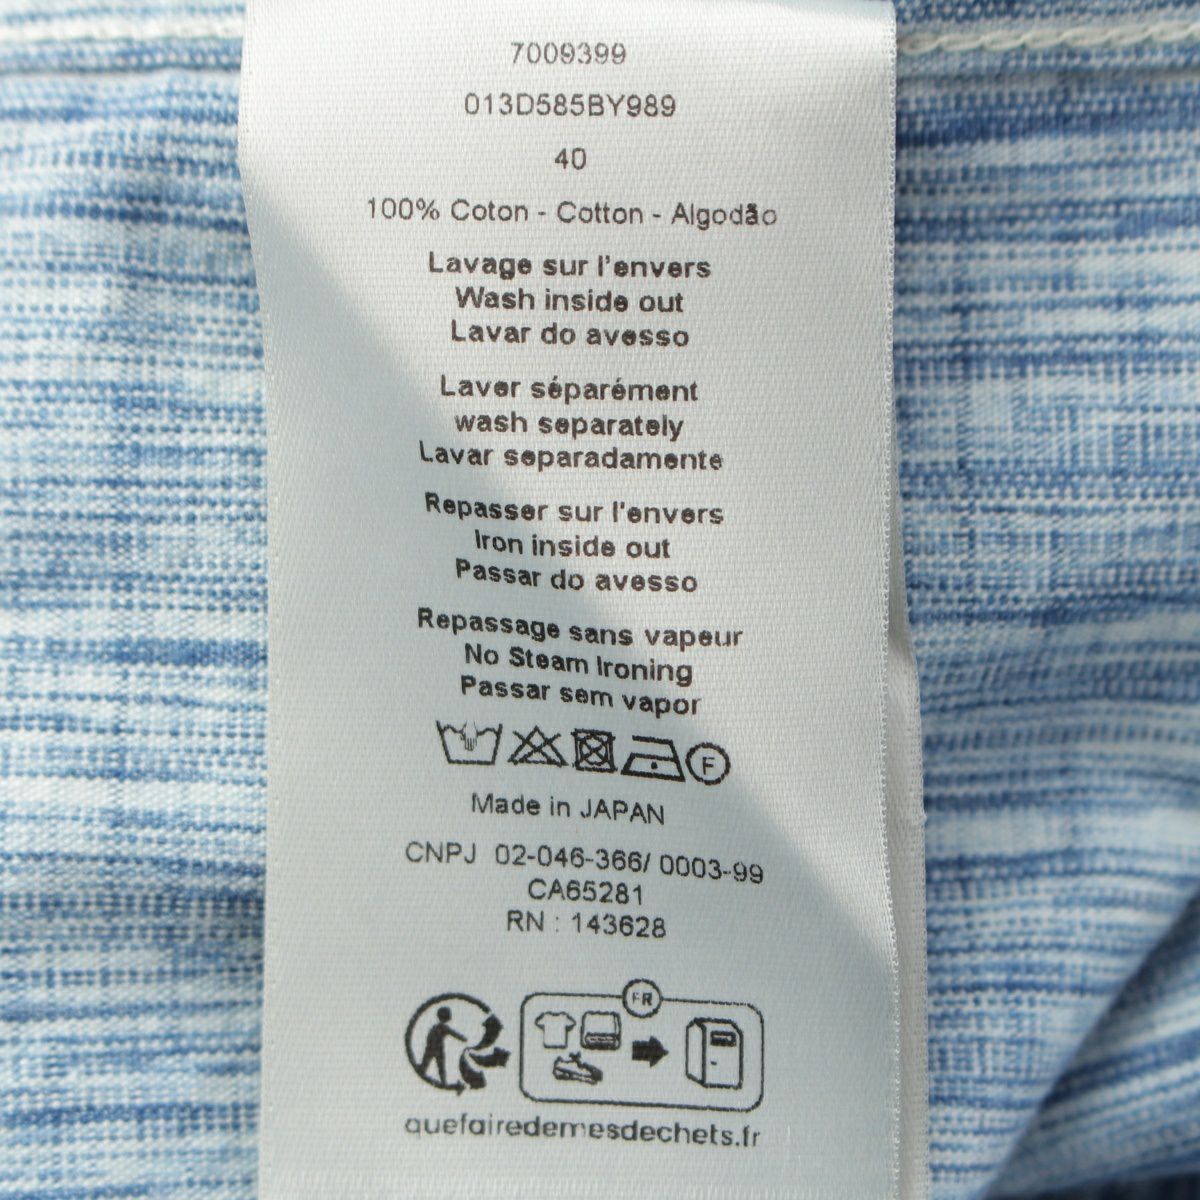 7009399
013D585BY989
40
100% Coton - Cotton - Algodão
Lavage sur l'envers
Wash inside out
Lavar do avesso
Laver séparément
wash separately
Lavar separadamente
Repasser sur l'envers
Iron inside out
Passar do avesso
Repassage sans vapeur
No Steam Ironing
Passar sem vapor
F
Made in JAPAN
CNPJ 02-046-366/ 0003-99
CA65281
RN : 143628
FR
quefairedemesdechets.fr